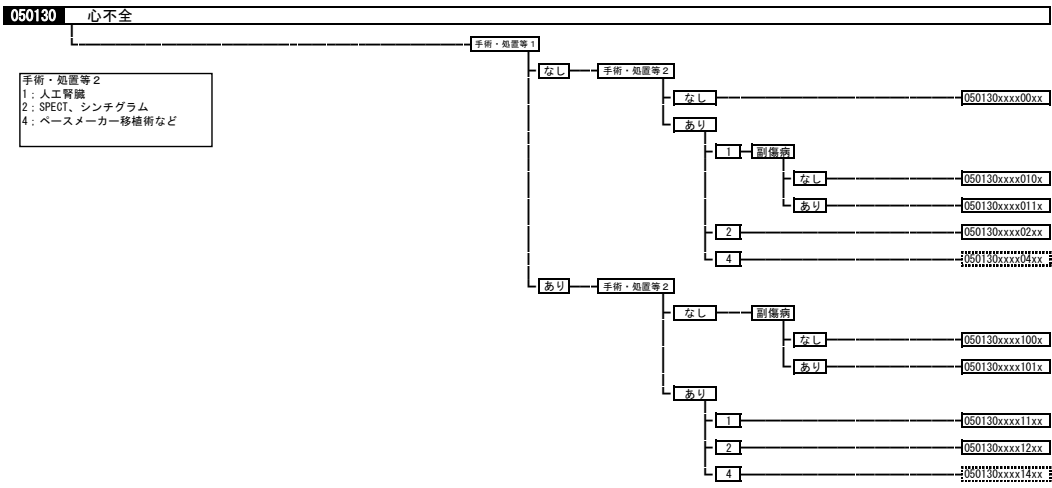 050130 心不全
手術・処置等1
なし 手術・処置等2
手術・処置等2
1;人工腎臓
2;SPECT、シンチグラム
4;ペースメーカー移植術など
なし 050130xxxx00xx
あり
1 副傷病
なし 050130xxxx010x
あり 050130xxxx011x
2 050130xxxx02xx
4 050130xxxx04xx
あり 手術・処置等2
なし 副傷病
なし 050130xxxx100x
あり 050130xxxx101x
あり
1 050130xxxx11xx
2 050130xxxx12xx
4 050130xxxx14xx